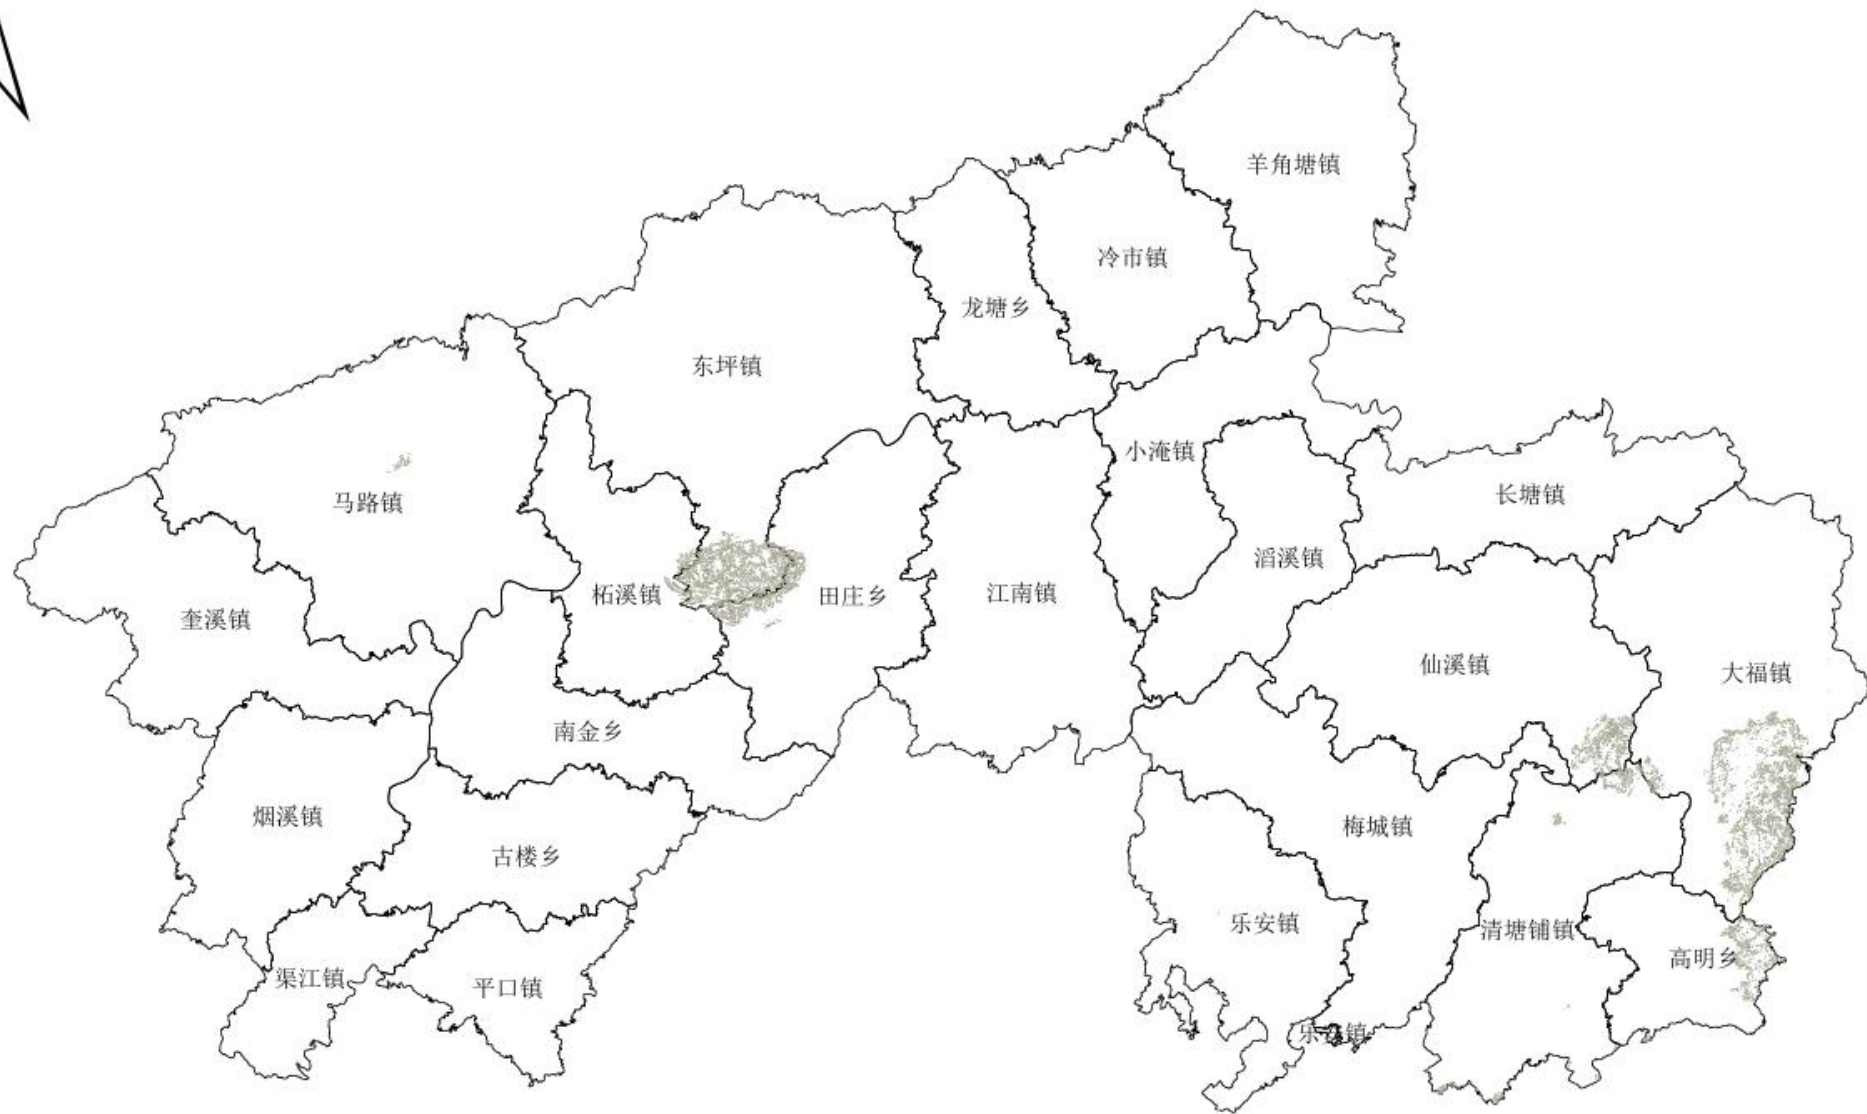 羊角塘镇
冷市镇
龙塘乡
东坪镇
小淹镇
马路镇
长塘镇
滔溪镇
柘溪镇
田庄乡
江南镇
奎溪镇
仙溪镇
大福镇
南金乡
烟溪镇
梅城镇
古楼乡
乐安镇
清塘铺镇
高明乡
渠江镇
平口镇
乐安镇